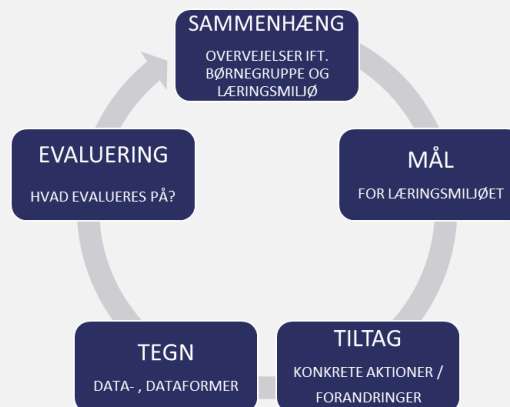 SAMMENHÆNG
OVERVEJELSER IFT.
BØRNEGRUPPE OG
LÆRINGSMILJØ
MÅL
FOR LÆRINGSMILJØET
TILTAG
KONKRETE AKTIONER /
FORANDRINGER
TEGN
DATA- , DATAFORMER
EVALUERING
HVAD EVALUERES PÅ?